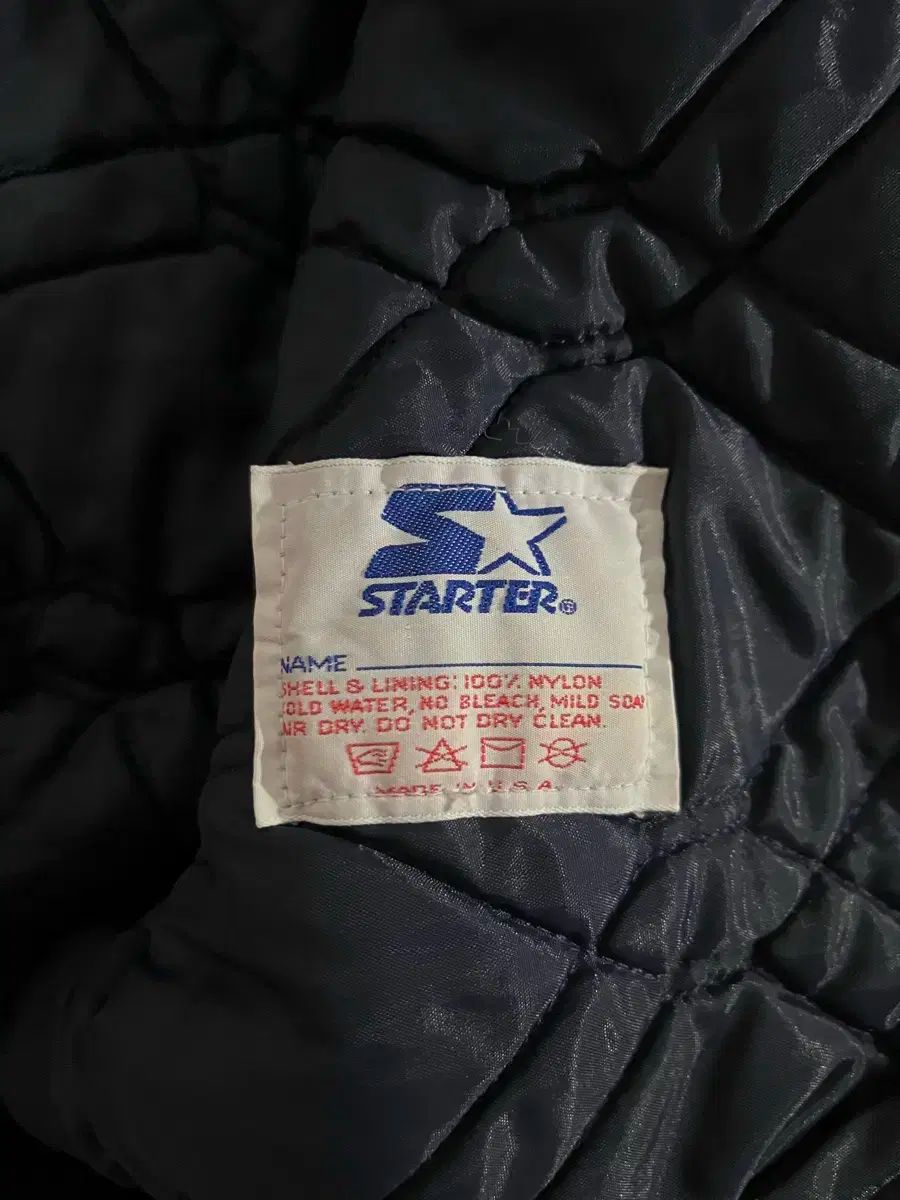 STARTER®
NAME
SHELL & LINING: 100% NYLON
COLD WATER, NO BLEACH, MILD SOAP
AIR DRY. DO NOT DRY CLEAN.
MADE IN U.S.A.